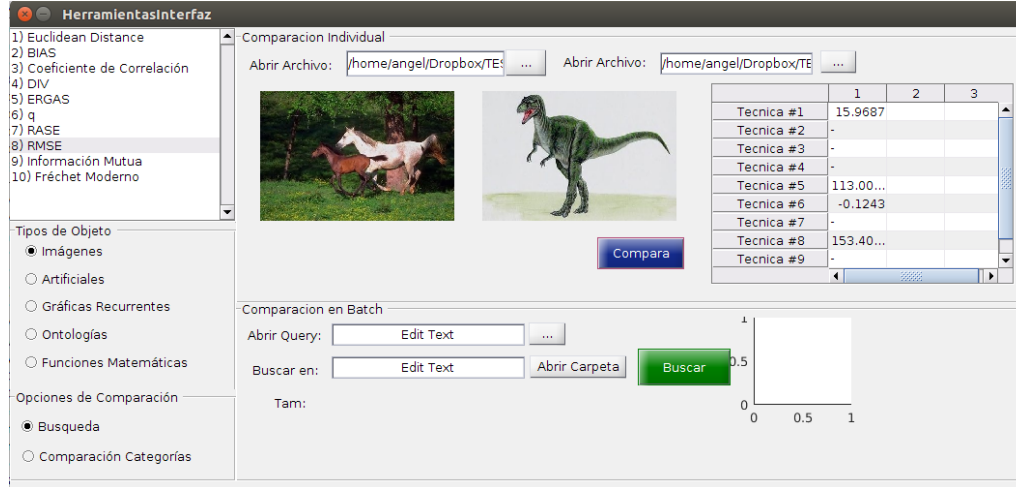 HerramientasInterfaz
1) Euclidean Distance
2) BIAS
3) Coeficiente de Correlación
4) DIV
5) ERGAS
6) q
7) RASE
8) RMSE
9) Información Mutua
10) Fréchet Moderno
Tipos de Objeto
Imágenes
Artificiales
Gráficas Recurrentes
Ontologías
Funciones Matemáticas
Opciones de Comparación
Busqueda
Comparación Categorías
Comparacion Individual
Abrir Archivo: /home/angel/Dropbox/TES ... Abrir Archivo: /home/angel/Dropbox/TE ...
1 2 3
Tecnica #1 15.9687
Tecnica #2 -
Tecnica #3 -
Tecnica #4 -
Tecnica #5 113.00...
Tecnica #6 -0.1243
Tecnica #7 -
Tecnica #8 153.40...
Tecnica #9 -
Compara
Comparacion en Batch
Abrir Query: Edit Text ...
Buscar en: Edit Text Abrir Carpeta Buscar
Tam:
1
0.5
0
0 0.5 1